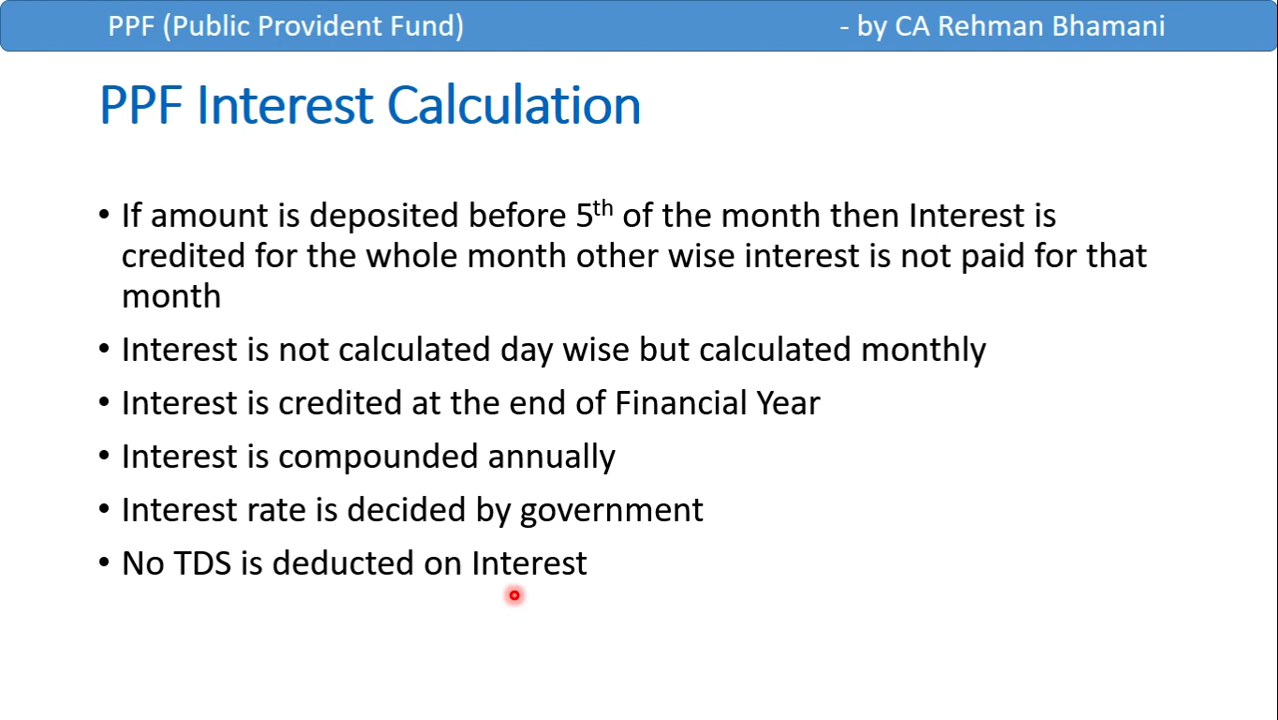 PPF (Public Provident Fund)
- by CA Rehman Bhamani
PPF Interest Calculation
• If amount is deposited before 5th of the month then Interest is
credited for the whole month other wise interest is not paid for that
month
• Interest is not calculated day wise but calculated monthly
• Interest is credited at the end of Financial Year
• Interest is compounded annually
• Interest rate is decided by government
• No TDS is deducted on Interest